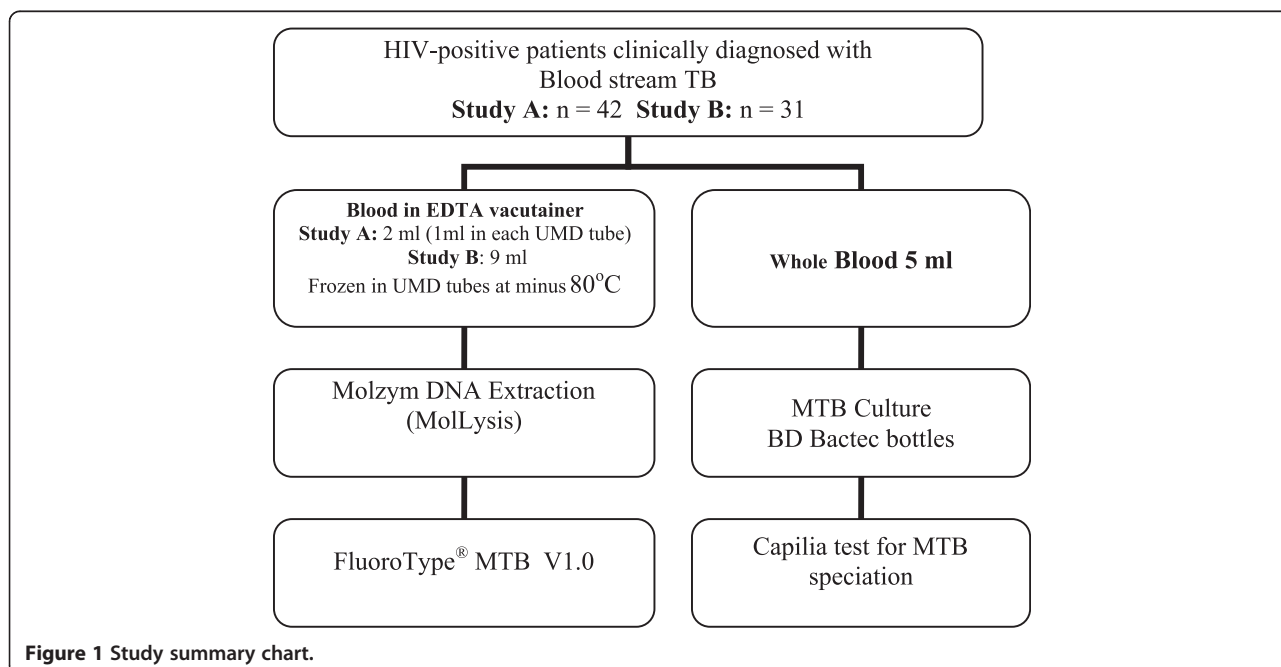 HIV-positive patients clinically diagnosed with
Blood stream TB
Study A: n = 42 Study B: n = 31
Blood in EDTA vacutainer
Study A: 2 ml (1ml in each UMD tube)
Study B: 9 ml
Frozen in UMD tubes at minus 80°C
Whole Blood 5 ml
Molzym DNA Extraction
(MolLysis)
MTB Culture
BD Bactec bottles
FluoroType® MTB V1.0
Capilia test for MTB
speciation
Figure 1 Study summary chart.